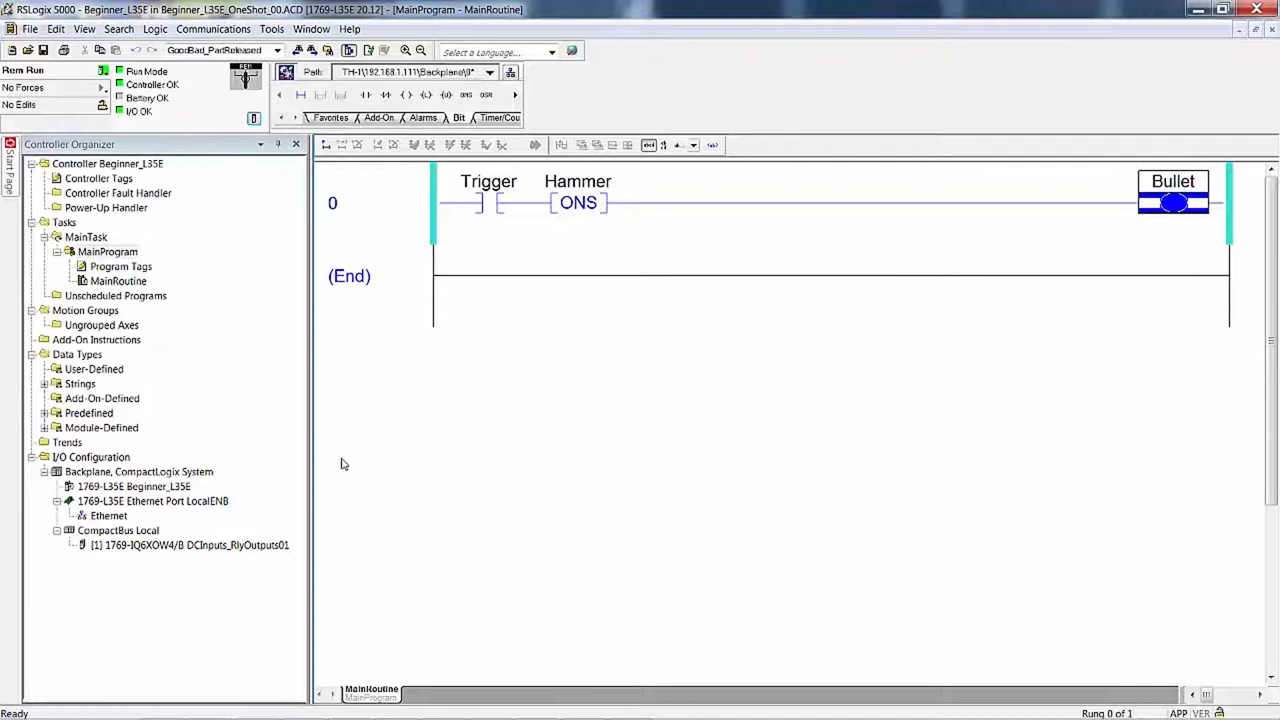 RSLogix 5000 - Beginner_L35E in Beginner_L35E_OneShot_00.ACD [1769-L35E 20.12] - [MainProgram - MainRoutine]
File Edit View Search Logic Communications Tools Window Help
GoodBad_PartReleased Select a Language...
Rem Run Run Mode REM Path: TH-1\192.168.1.111\Backplane\0*
No Forces Controller OK
Battery OK
No Edits I/O OK
Favorites Add-On Alarms Bit Timer/Cou
Start Page
Controller Organizer
Controller Beginner_L35E
Controller Tags
Controller Fault Handler
Power-Up Handler
Tasks
MainTask
MainProgram
Program Tags
MainRoutine
Unscheduled Programs
Motion Groups
Ungrouped Axes
Add-On Instructions
Data Types
User-Defined
Strings
Add-On-Defined
Predefined
Module-Defined
Trends
I/O Configuration
Backplane, CompactLogix System
1769-L35E Beginner_L35E
1769-L35E Ethernet Port LocalENB
Ethernet
CompactBus Local
[1] 1769-IQ6XOW4/B DCInputs_RlyOutputs01
Trigger Hammer Bullet
0 ONS
(End)
MainRoutine
MainProgram
Ready Rung 0 of 1 APP VER